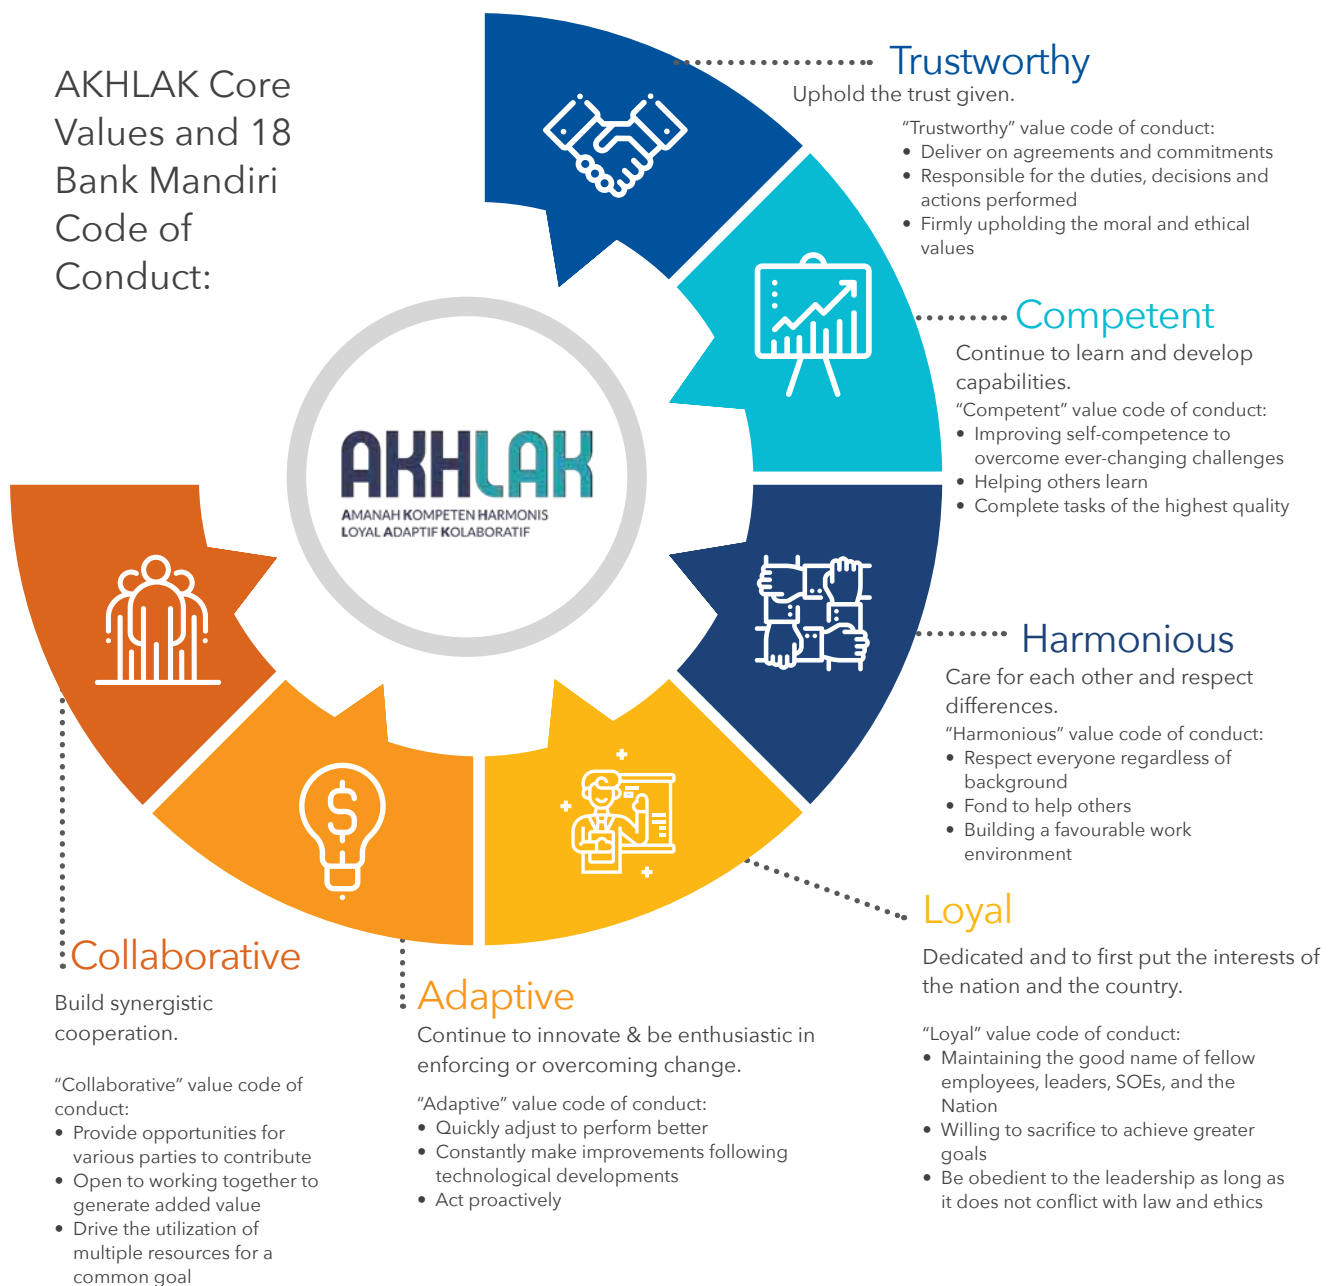 AKHLAK Core
Values and 18
Bank Mandiri
Code of
Conduct:
Trustworthy
Uphold the trust given.
“Trustworthy” value code of conduct:
• Deliver on agreements and commitments
• Responsible for the duties, decisions and
actions performed
• Firmly upholding the moral and ethical
values
Competent
Continue to learn and develop
capabilities.
“Competent” value code of conduct:
• Improving self-competence to
overcome ever-changing challenges
• Helping others learn
• Complete tasks of the highest quality
AKHLAK
AMANAH KOMPETEN HARMONIS
LOYAL ADAPTIF KOLABORATIF
Harmonious
Care for each other and respect
differences.
“Harmonious” value code of conduct:
• Respect everyone regardless of
background
• Fond to help others
• Building a favourable work
environment
Loyal
Dedicated and to first put the interests of
the nation and the country.
“Loyal” value code of conduct:
• Maintaining the good name of fellow
employees, leaders, SOEs, and the
Nation
• Willing to sacrifice to achieve greater
goals
• Be obedient to the leadership as long as
it does not conflict with law and ethics
Adaptive
Continue to innovate & be enthusiastic in
enforcing or overcoming change.
“Adaptive” value code of conduct:
• Quickly adjust to perform better
• Constantly make improvements following
technological developments
• Act proactively
Collaborative
Build synergistic
cooperation.
“Collaborative” value code of
conduct:
• Provide opportunities for
various parties to contribute
• Open to working together to
generate added value
• Drive the utilization of
multiple resources for a
common goal
$